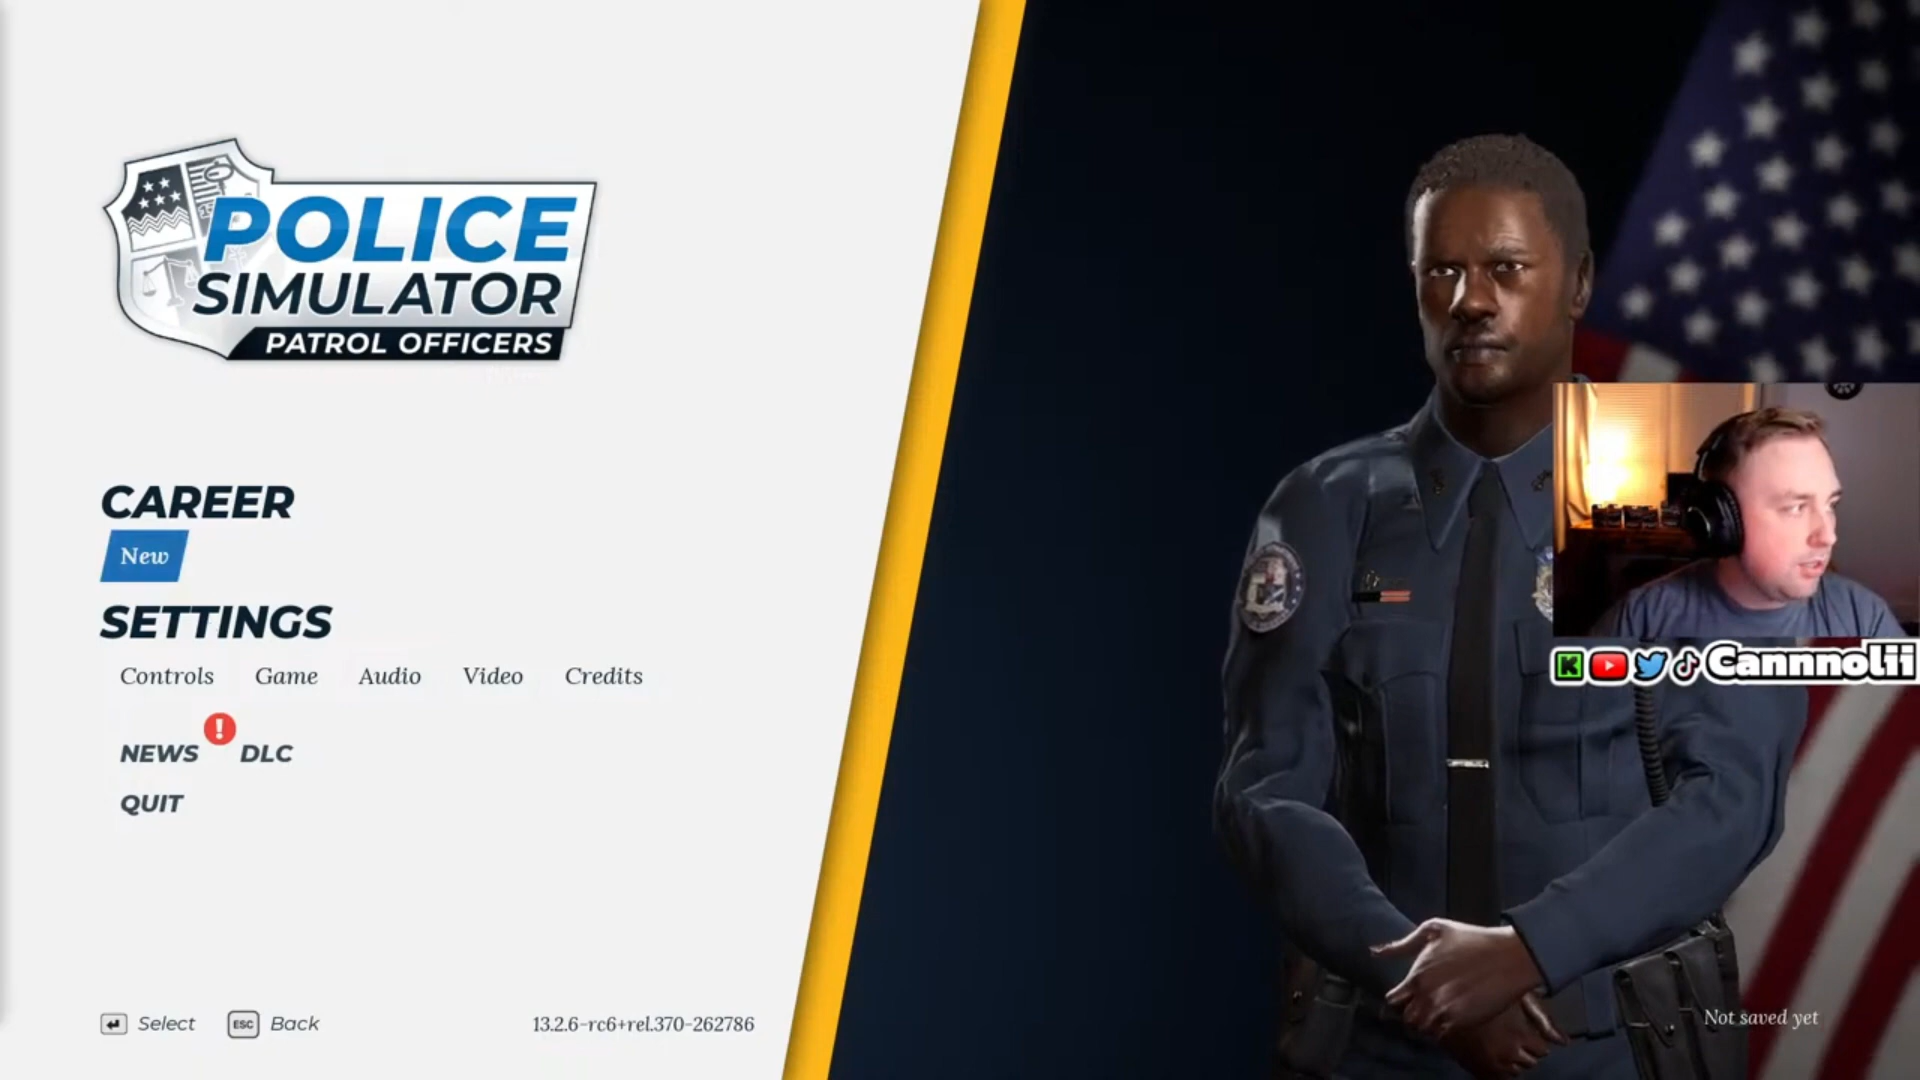 POLICE
SIMULATOR
PATROL OFFICERS
CAREER
New
SETTINGS
Controls Game Audio Video Credits
NEWS ! DLC
QUIT
K Cannnolii
Select ESC Back 13.2.6-rc6+rel.370-262786
Not saved yet